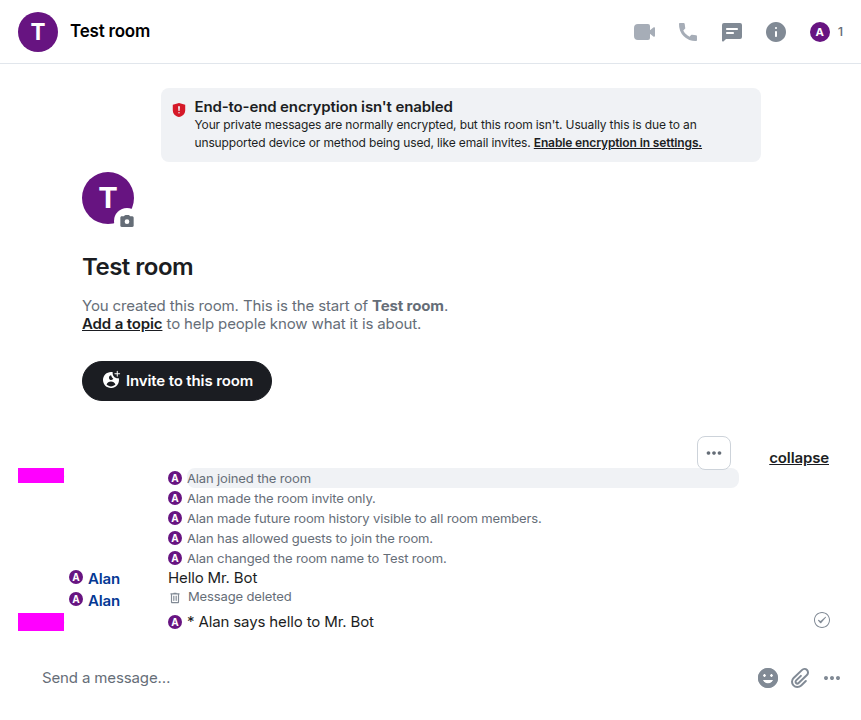 T Test room A 1
End-to-end encryption isn't enabled
Your private messages are normally encrypted, but this room isn't. Usually this is due to an
unsupported device or method being used, like email invites. Enable encryption in settings.
T
Test room
You created this room. This is the start of Test room.
Add a topic to help people know what it is about.
Invite to this room
collapse
A Alan joined the room
A Alan made the room invite only.
A Alan made future room history visible to all room members.
A Alan has allowed guests to join the room.
A Alan changed the room name to Test room.
A Alan Hello Mr. Bot
A Alan Message deleted
A * Alan says hello to Mr. Bot
Send a message...